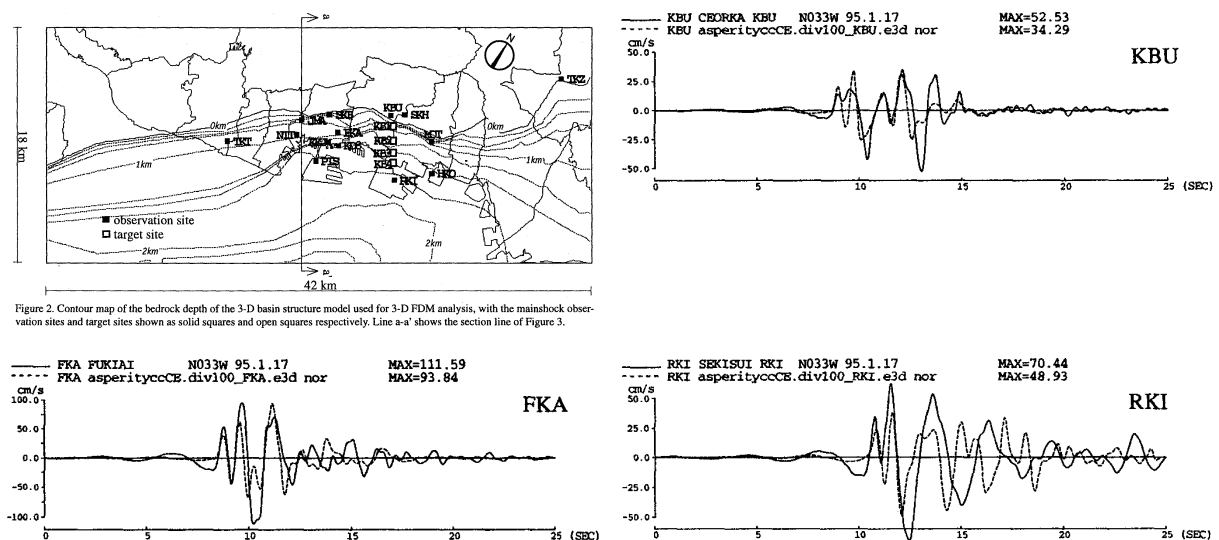 a
N
TKZ
KBU
SKH
SKB
JMA
0km
0km
NIT
FKA
MOT
TKT
1km
PIS
1km
RKI
RKO
18 km
observation site
target site
2km
2km
42 km
Figure 2. Contour map of the bedrock depth of the 3-D basin structure model used for 3-D FDM analysis, with the mainshock obser-
vation sites and target sites shown as solid squares and open squares respectively. Line a-a' shows the section line of Figure 3.
KBU CEORKA KBU N033W 95.1.17 MAX=52.53
KBU asperityccCE.div100_KBU.e3d nor MAX=34.29
cm/s
KBU
50.0
25.0
0.0
-25.0
-50.0
0 5 10 15 20 25 (SEC)
FKA FUKIAI N033W 95.1.17 MAX=111.59
FKA asperityccCE.div100_FKA.e3d nor MAX=93.84
cm/s
FKA
100.0
50.0
0.0
-50.0
-100.0
0 5 10 15 20 25 (SEC)
RKI SEKISUI RKI N033W 95.1.17 MAX=70.44
RKI asperityccCE.div100_RKI.e3d nor MAX=48.93
cm/s
RKI
50.0
25.0
0.0
-25.0
-50.0
0 5 10 15 20 25 (SEC)